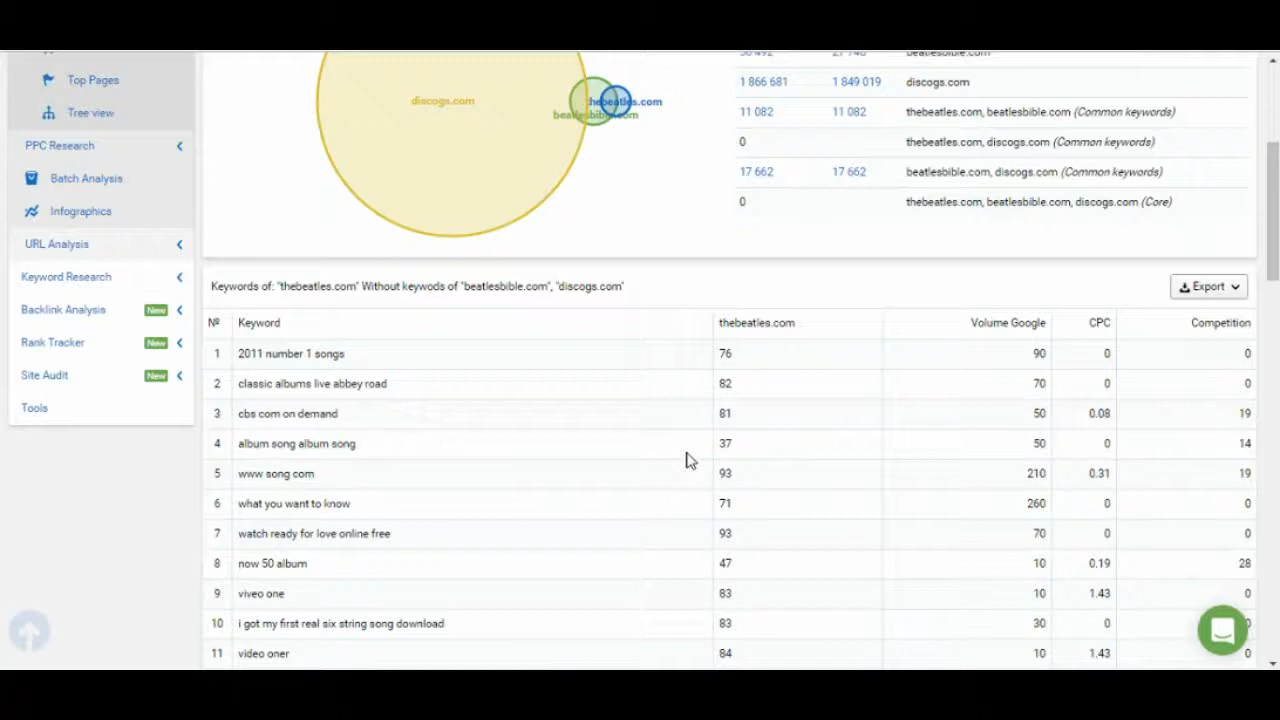 Top Pages
Tree view
PPC Research
Batch Analysis
Infographics
URL Analysis
Keyword Research
Backlink Analysis New
Rank Tracker New
Site Audit New
Tools
discogs.com
thebeatles.com
beatlesbible.com
beatlesbible.com
1 866 681 1 849 019 discogs.com
11 082 11 082 thebeatles.com, beatlesbible.com (Common keywords)
0 thebeatles.com, discogs.com (Common keywords)
17 662 17 662 beatlesbible.com, discogs.com (Common keywords)
0 thebeatles.com, beatlesbible.com, discogs.com (Core)
Keywords of: "thebeatles.com" Without keywods of "beatlesbible.com", "discogs.com"
Export
№ Keyword thebeatles.com Volume Google CPC Competition
1 2011 number 1 songs 76 90 0 0
2 classic albums live abbey road 82 70 0 0
3 cbs com on demand 81 50 0.08 19
4 album song album song 37 50 0 14
5 www song com 93 210 0.31 19
6 what you want to know 71 260 0 0
7 watch ready for love online free 93 70 0 0
8 now 50 album 47 10 0.19 28
9 viveo one 83 10 1.43 0
10 i got my first real six string song download 83 30 0 0
11 video oner 84 10 1.43 0